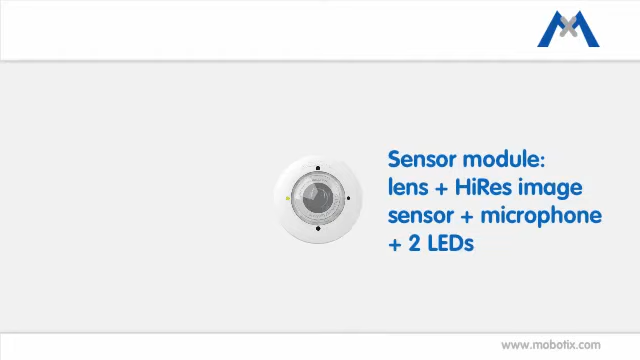 Sensor module:
lens + HiRes image
sensor + microphone
+ 2 LEDs
www.mobotix.com